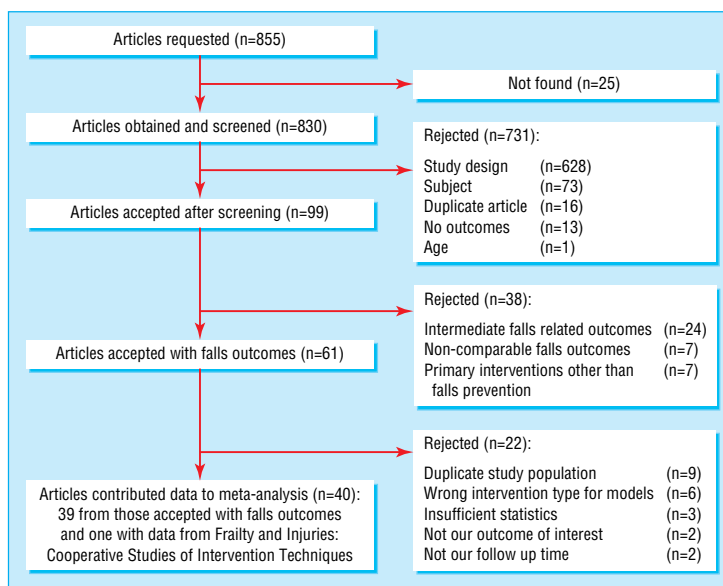 Articles requested (n=855)
Not found (n=25)
Articles obtained and screened (n=830)
Rejected (n=731):
Study design (n=628)
Subject (n=73)
Duplicate article (n=16)
No outcomes (n=13)
Age (n=1)
Articles accepted after screening (n=99)
Rejected (n=38):
Intermediate falls related outcomes (n=24)
Non-comparable falls outcomes (n=7)
Primary interventions other than (n=7)
falls prevention
Articles accepted with falls outcomes (n=61)
Rejected (n=22):
Duplicate study population (n=9)
Wrong intervention type for models (n=6)
Insufficient statistics (n=3)
Not our outcome of interest (n=2)
Not our follow up time (n=2)
Articles contributed data to meta-analysis (n=40):
39 from those accepted with falls outcomes
and one with data from Frailty and Injuries:
Cooperative Studies of Intervention Techniques